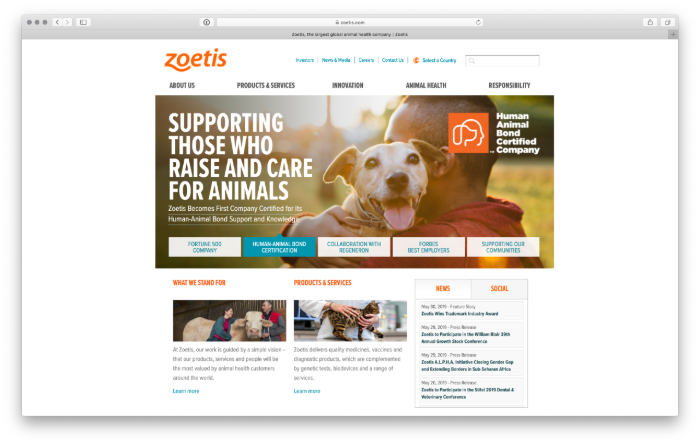 zoetis.com
Zoetis, the largest global animal health company | Zoetis
zoetis
Investors
News & Media
Careers
Contact Us
Select a Country
ABOUT US
PRODUCTS & SERVICES
INNOVATION
ANIMAL HEALTH
RESPONSIBILITY
SUPPORTING
THOSE WHO
RAISE AND CARE
FOR ANIMALS
Zoetis Becomes First Company Certified for its
Human-Animal Bond Support and Knowledge
Human
Animal
Bond
Certified
Company
FORTUNE 500
COMPANY
HUMAN-ANIMAL BOND
CERTIFICATION
COLLABORATION WITH
REGENERON
FORBES
BEST EMPLOYERS
SUPPORTING OUR
COMMUNITIES
WHAT WE STAND FOR
At Zoetis, our work is guided by a simple vision –
that our products, services and people will be
the most valued by animal health customers
around the world.
Learn more
PRODUCTS & SERVICES
Zoetis delivers quality medicines, vaccines and
diagnostic products, which are complemented
by genetic tests, biodevices and a range of
services.
Learn more
NEWS
SOCIAL
May 30, 2019 - Feature Story
Zoetis Wins Trademark Industry Award
May 29, 2019 - Press Release
Zoetis to Participate in the William Blair 39th
Annual Growth Stock Conference
May 29, 2019 - Press Release
Zoetis A.L.P.H.A. Initiative Closing Gender Gap
and Extending Borders in Sub-Saharan Africa
May 20, 2019 - Press Release
Zoetis to Participate in the Stifel 2019 Dental &
Veterinary Conference